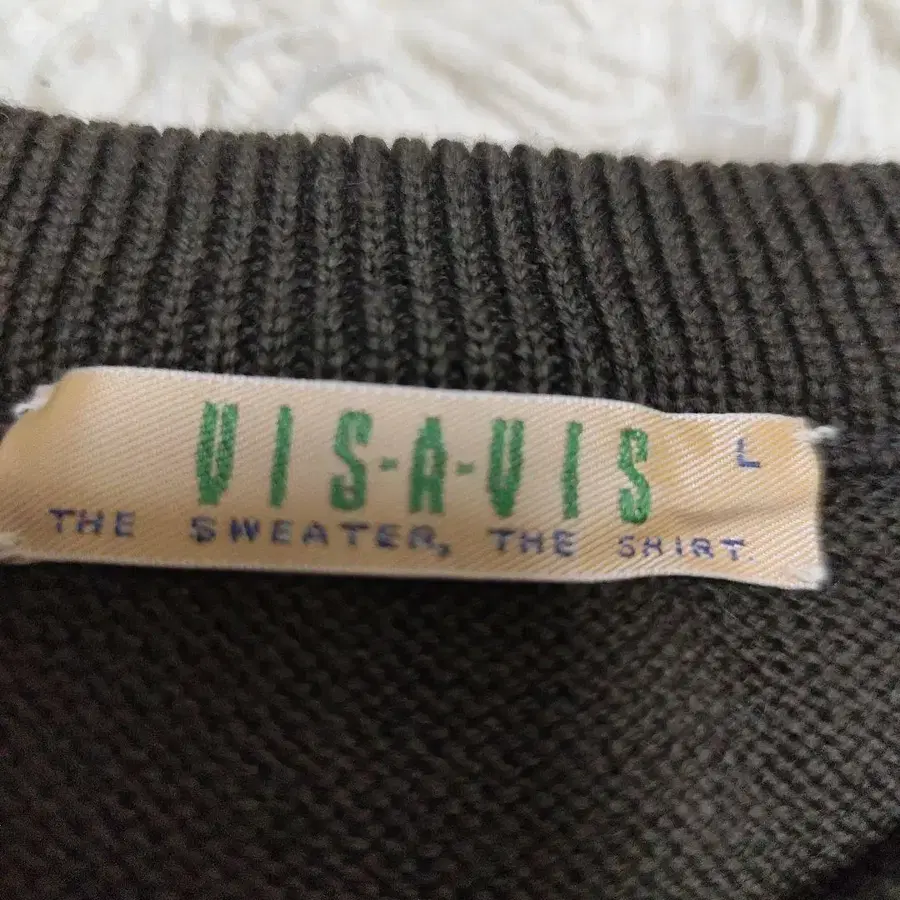 VIS-A-VIS
L
THE SWEATER, THE SHIRT.